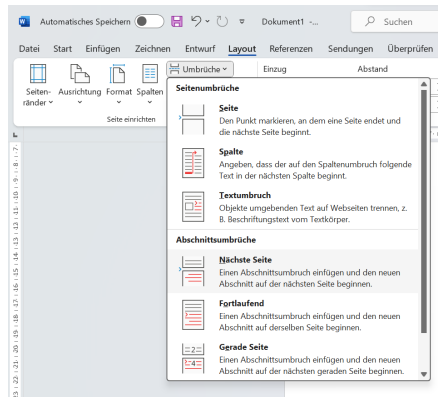 Automatisches Speichern
Dokument1 -...
Suchen
Datei Start Einfügen Zeichnen Entwurf Layout Referenzen Sendungen Überprüfen
Seiten-
ränder
Ausrichtung Format Spalten
Seite einrichten
Umbrüche
Einzug
Abstand
Seitenumbrüche
Seite
Den Punkt markieren, an dem eine Seite endet und
die nächste Seite beginnt.
Spalte
Angeben, dass der auf den Spaltenumbruch folgende
Text in der nächsten Spalte beginnt.
Textumbruch
Objekte umgebenden Text auf Webseiten trennen, z.
B. Beschriftungstext vom Textkörper.
Abschnittsumbrüche
Nächste Seite
Einen Abschnittsumbruch einfügen und den neuen
Abschnitt auf der nächsten Seite beginnen.
Fortlaufend
Einen Abschnittsumbruch einfügen und den neuen
Abschnitt auf derselben Seite beginnen.
Gerade Seite
Einen Abschnittsumbruch einfügen und den neuen
Abschnitt auf der nächsten geraden Seite beginnen.